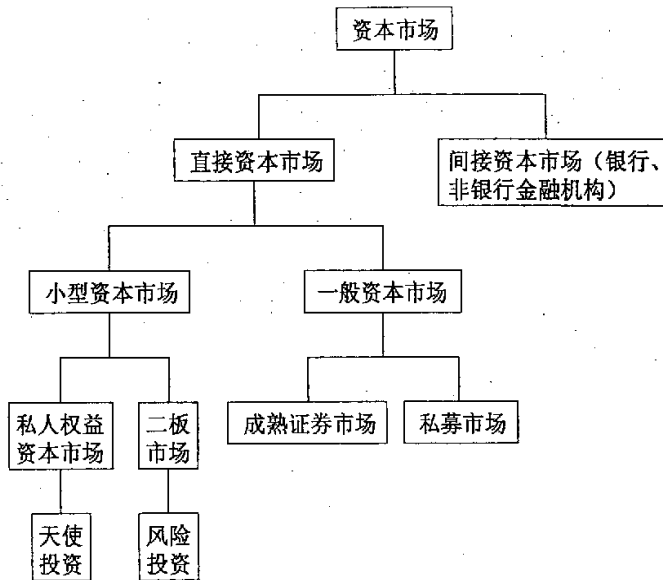 资本市场
直接资本市场
间接资本市场（银行、
非银行金融机构）
小型资本市场
一般资本市场
私人权益
资本市场
二板
市场
成熟证券市场
私募市场
天使
投资
风险
投资